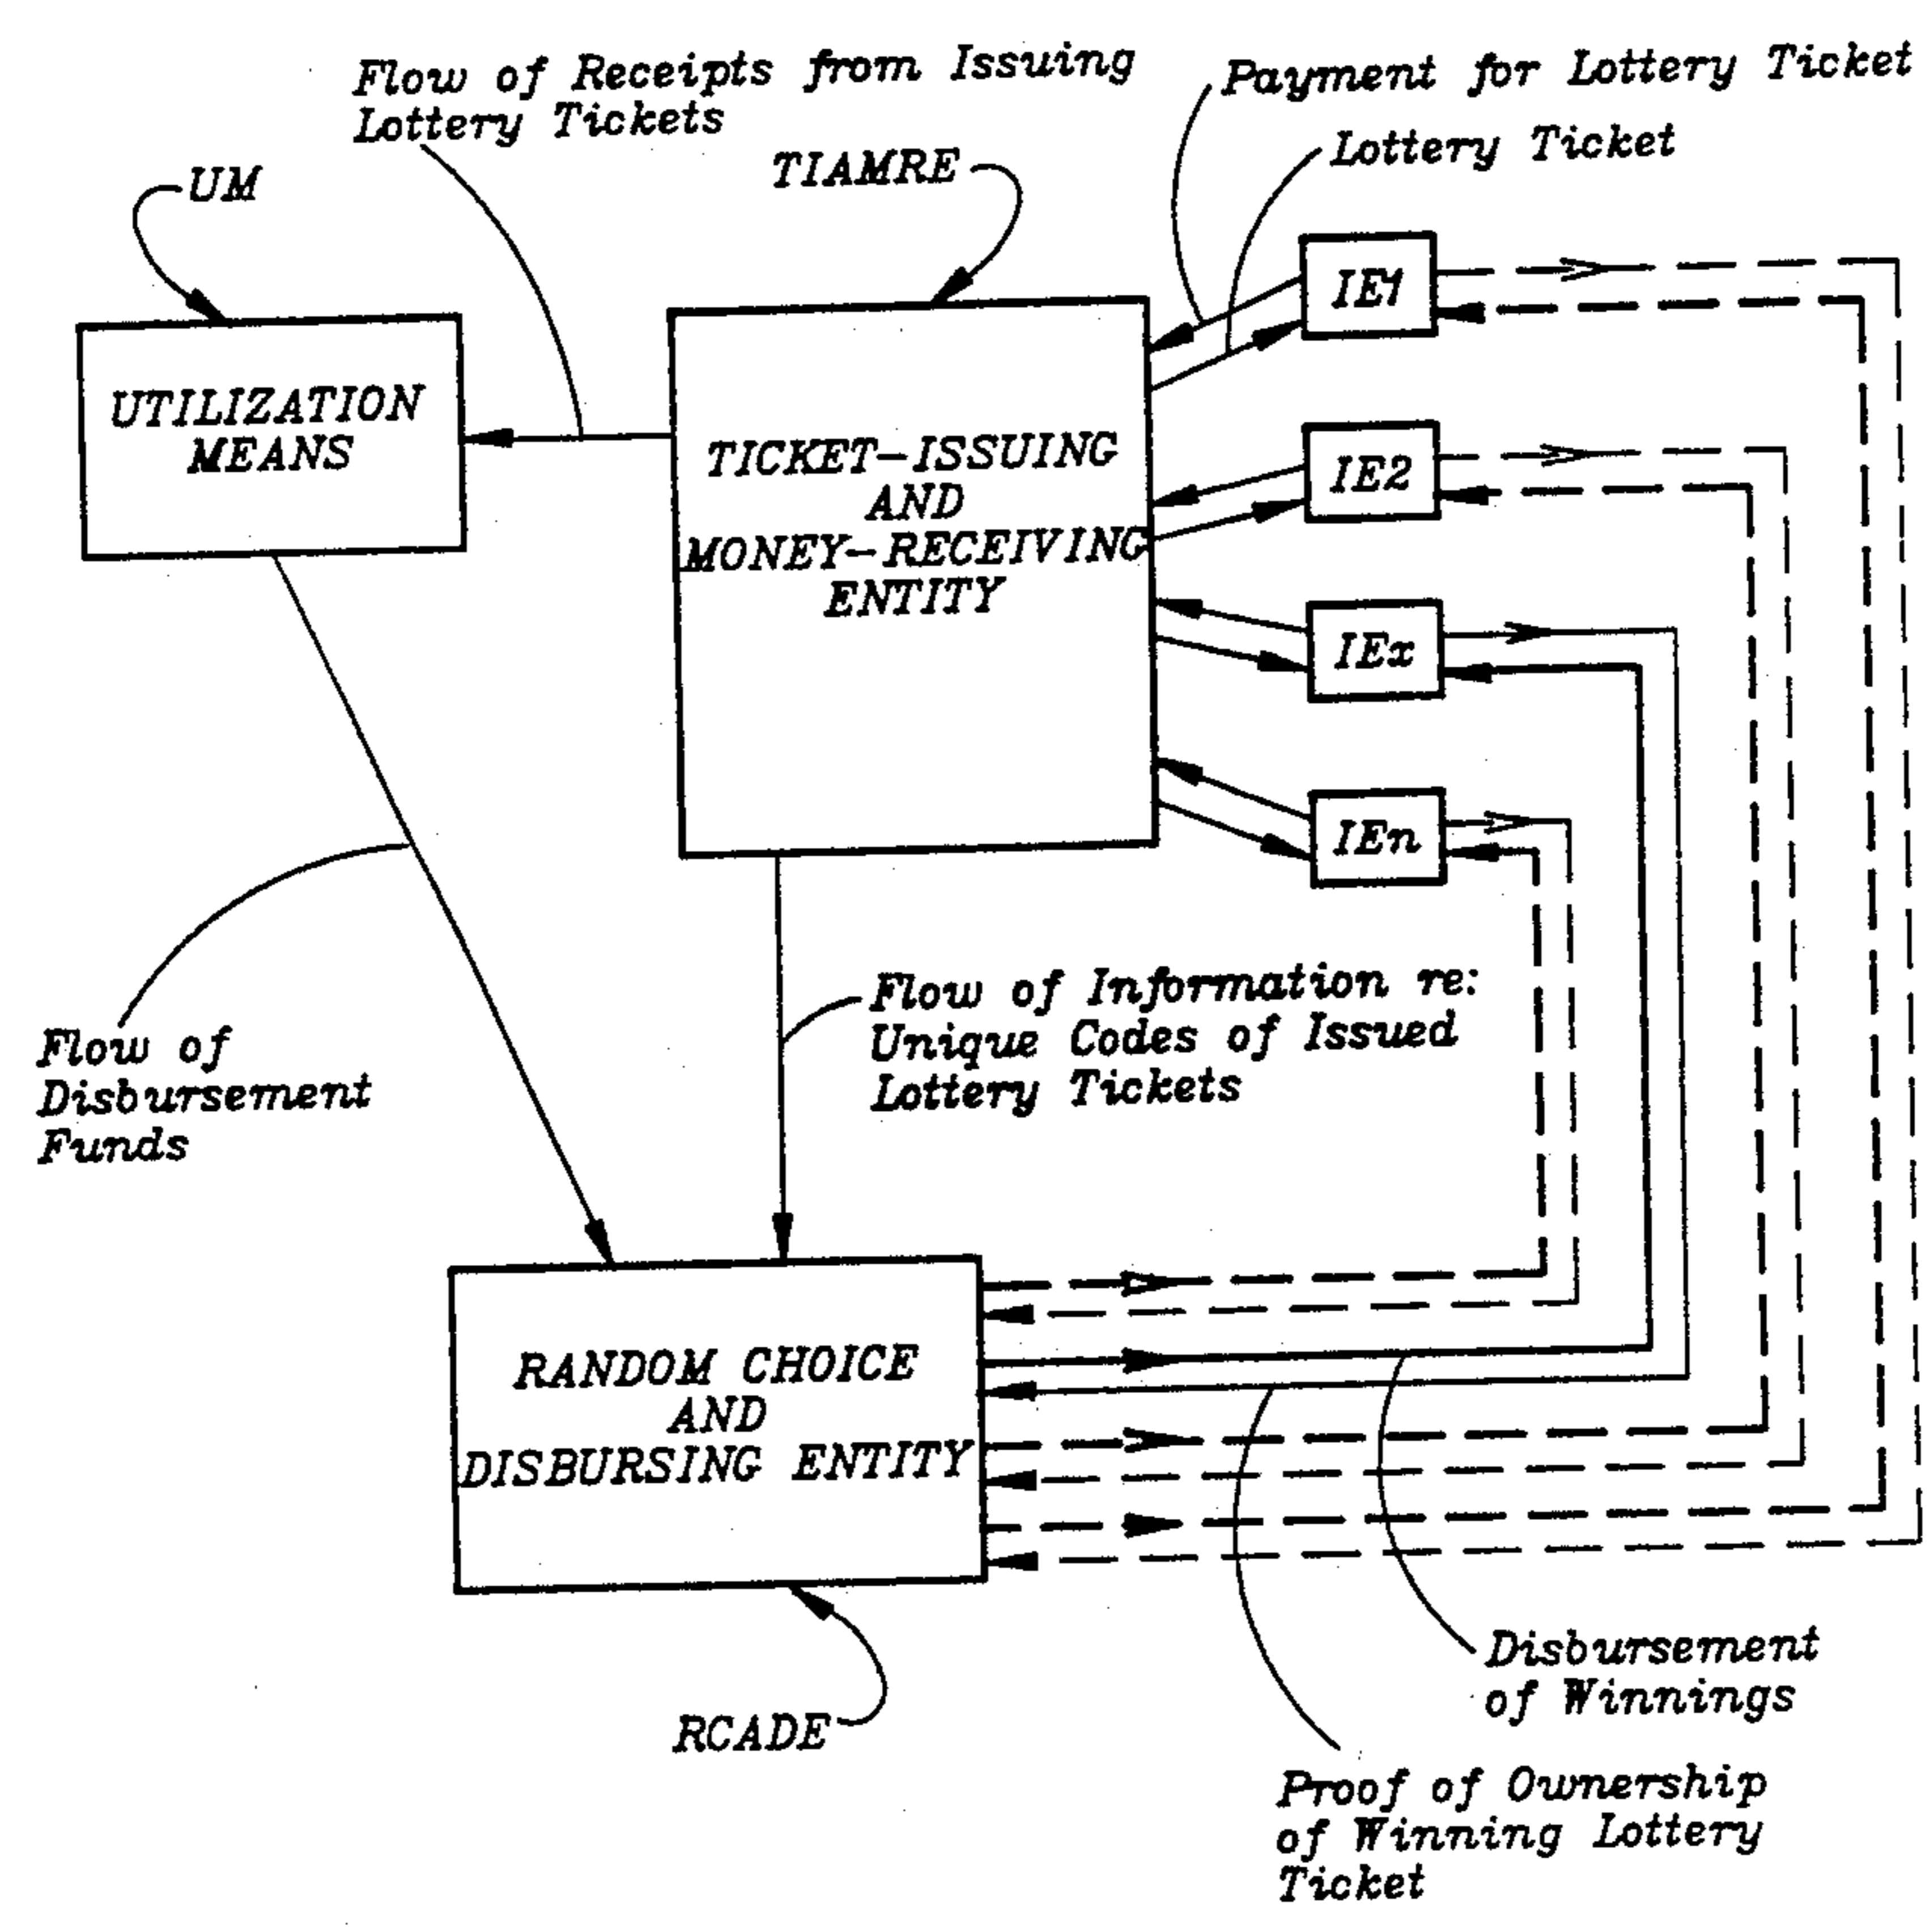 Flow of Receipts from Issuing
Lottery Tickets
Payment for Lottery Ticket
Lottery Ticket
TIAMRE
UM
IE1
UTILIZATION
MEANS
TICKET-ISSUING
AND
MONEY-RECEIVING
ENTITY
IE2
IEx
IEn
Flow of Information re:
Unique Codes of Issued
Lottery Tickets
Flow of
Disbursement
Funds
RANDOM CHOICE
AND
DISBURSING ENTITY
RCADE
Disbursement
of Winnings
Proof of Ownership
of Winning Lottery
Ticket